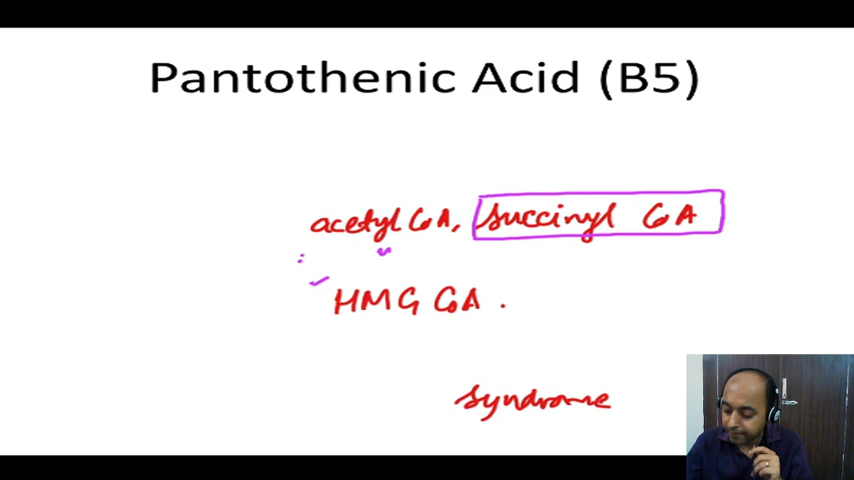 Pantothenic Acid (B5)
acetyl CoA, Succinyl CoA
HMG CoA .
Syndrome